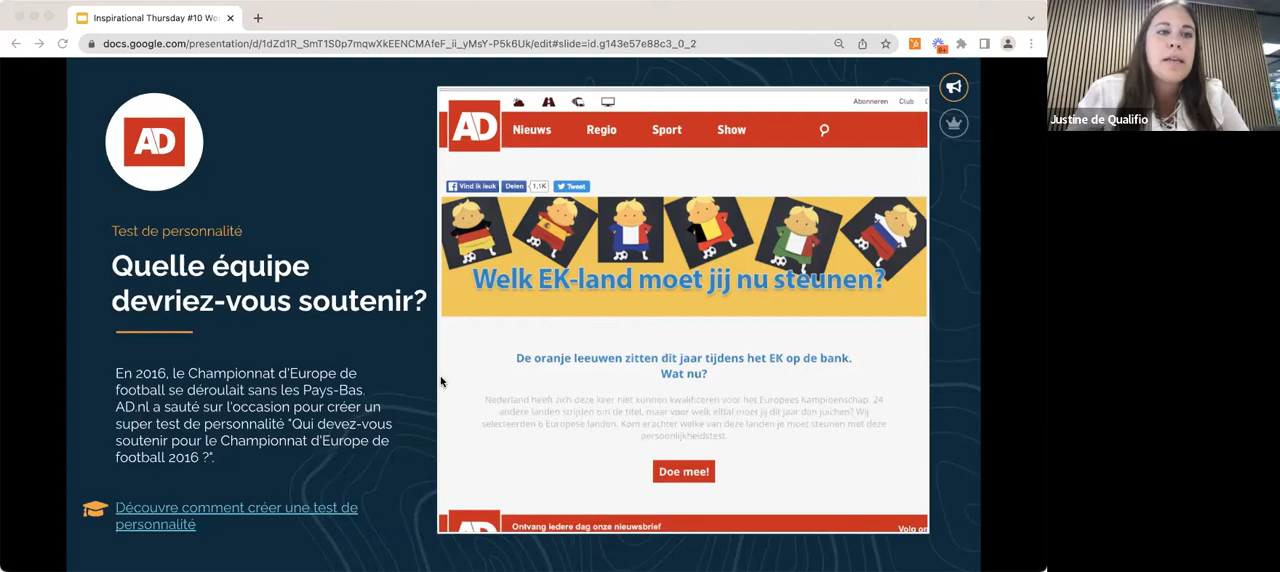 Inspirational Thursday #10 Wo
docs.google.com/presentation/d/1dZd1R_SmT1S0p7mqwXkEENCMAfeF_ii_yMsY-P5k6Uk/edit#slide=id.g143e57e88c3_0_2
9+
Justine de Qualifio
AD
Test de personnalité
Quelle équipe
devriez-vous soutenir?
En 2016, le Championnat d'Europe de
football se déroulait sans les Pays-Bas.
AD.nl a sauté sur l'occasion pour créer un
super test de personnalité "Qui devez-vous
soutenir pour le Championnat d'Europe de
football 2016 ?".
Découvre comment créer une test de
personnalité
Abonneren Club
AD Nieuws Regio Sport Show
Vind ik leuk Delen 1,1K Tweet
Welk EK-land moet jij nu steunen?
De oranje leeuwen zitten dit jaar tijdens het EK op de bank.
Wat nu?
Nederland heeft zich deze keer niet kunnen kwalificeren voor het Europees Kampioenschap. 24
andere landen strijden om de titel, maar voor welk elftal moet jij dit jaar dan juichen? Wij
selecteerden 6 Europese landen. Kom erachter welke van deze landen je moet steunen met deze
persoonlijkheidstest.
Doe mee!
AD Ontvang iedere dag onze nieuwsbrief Volg on